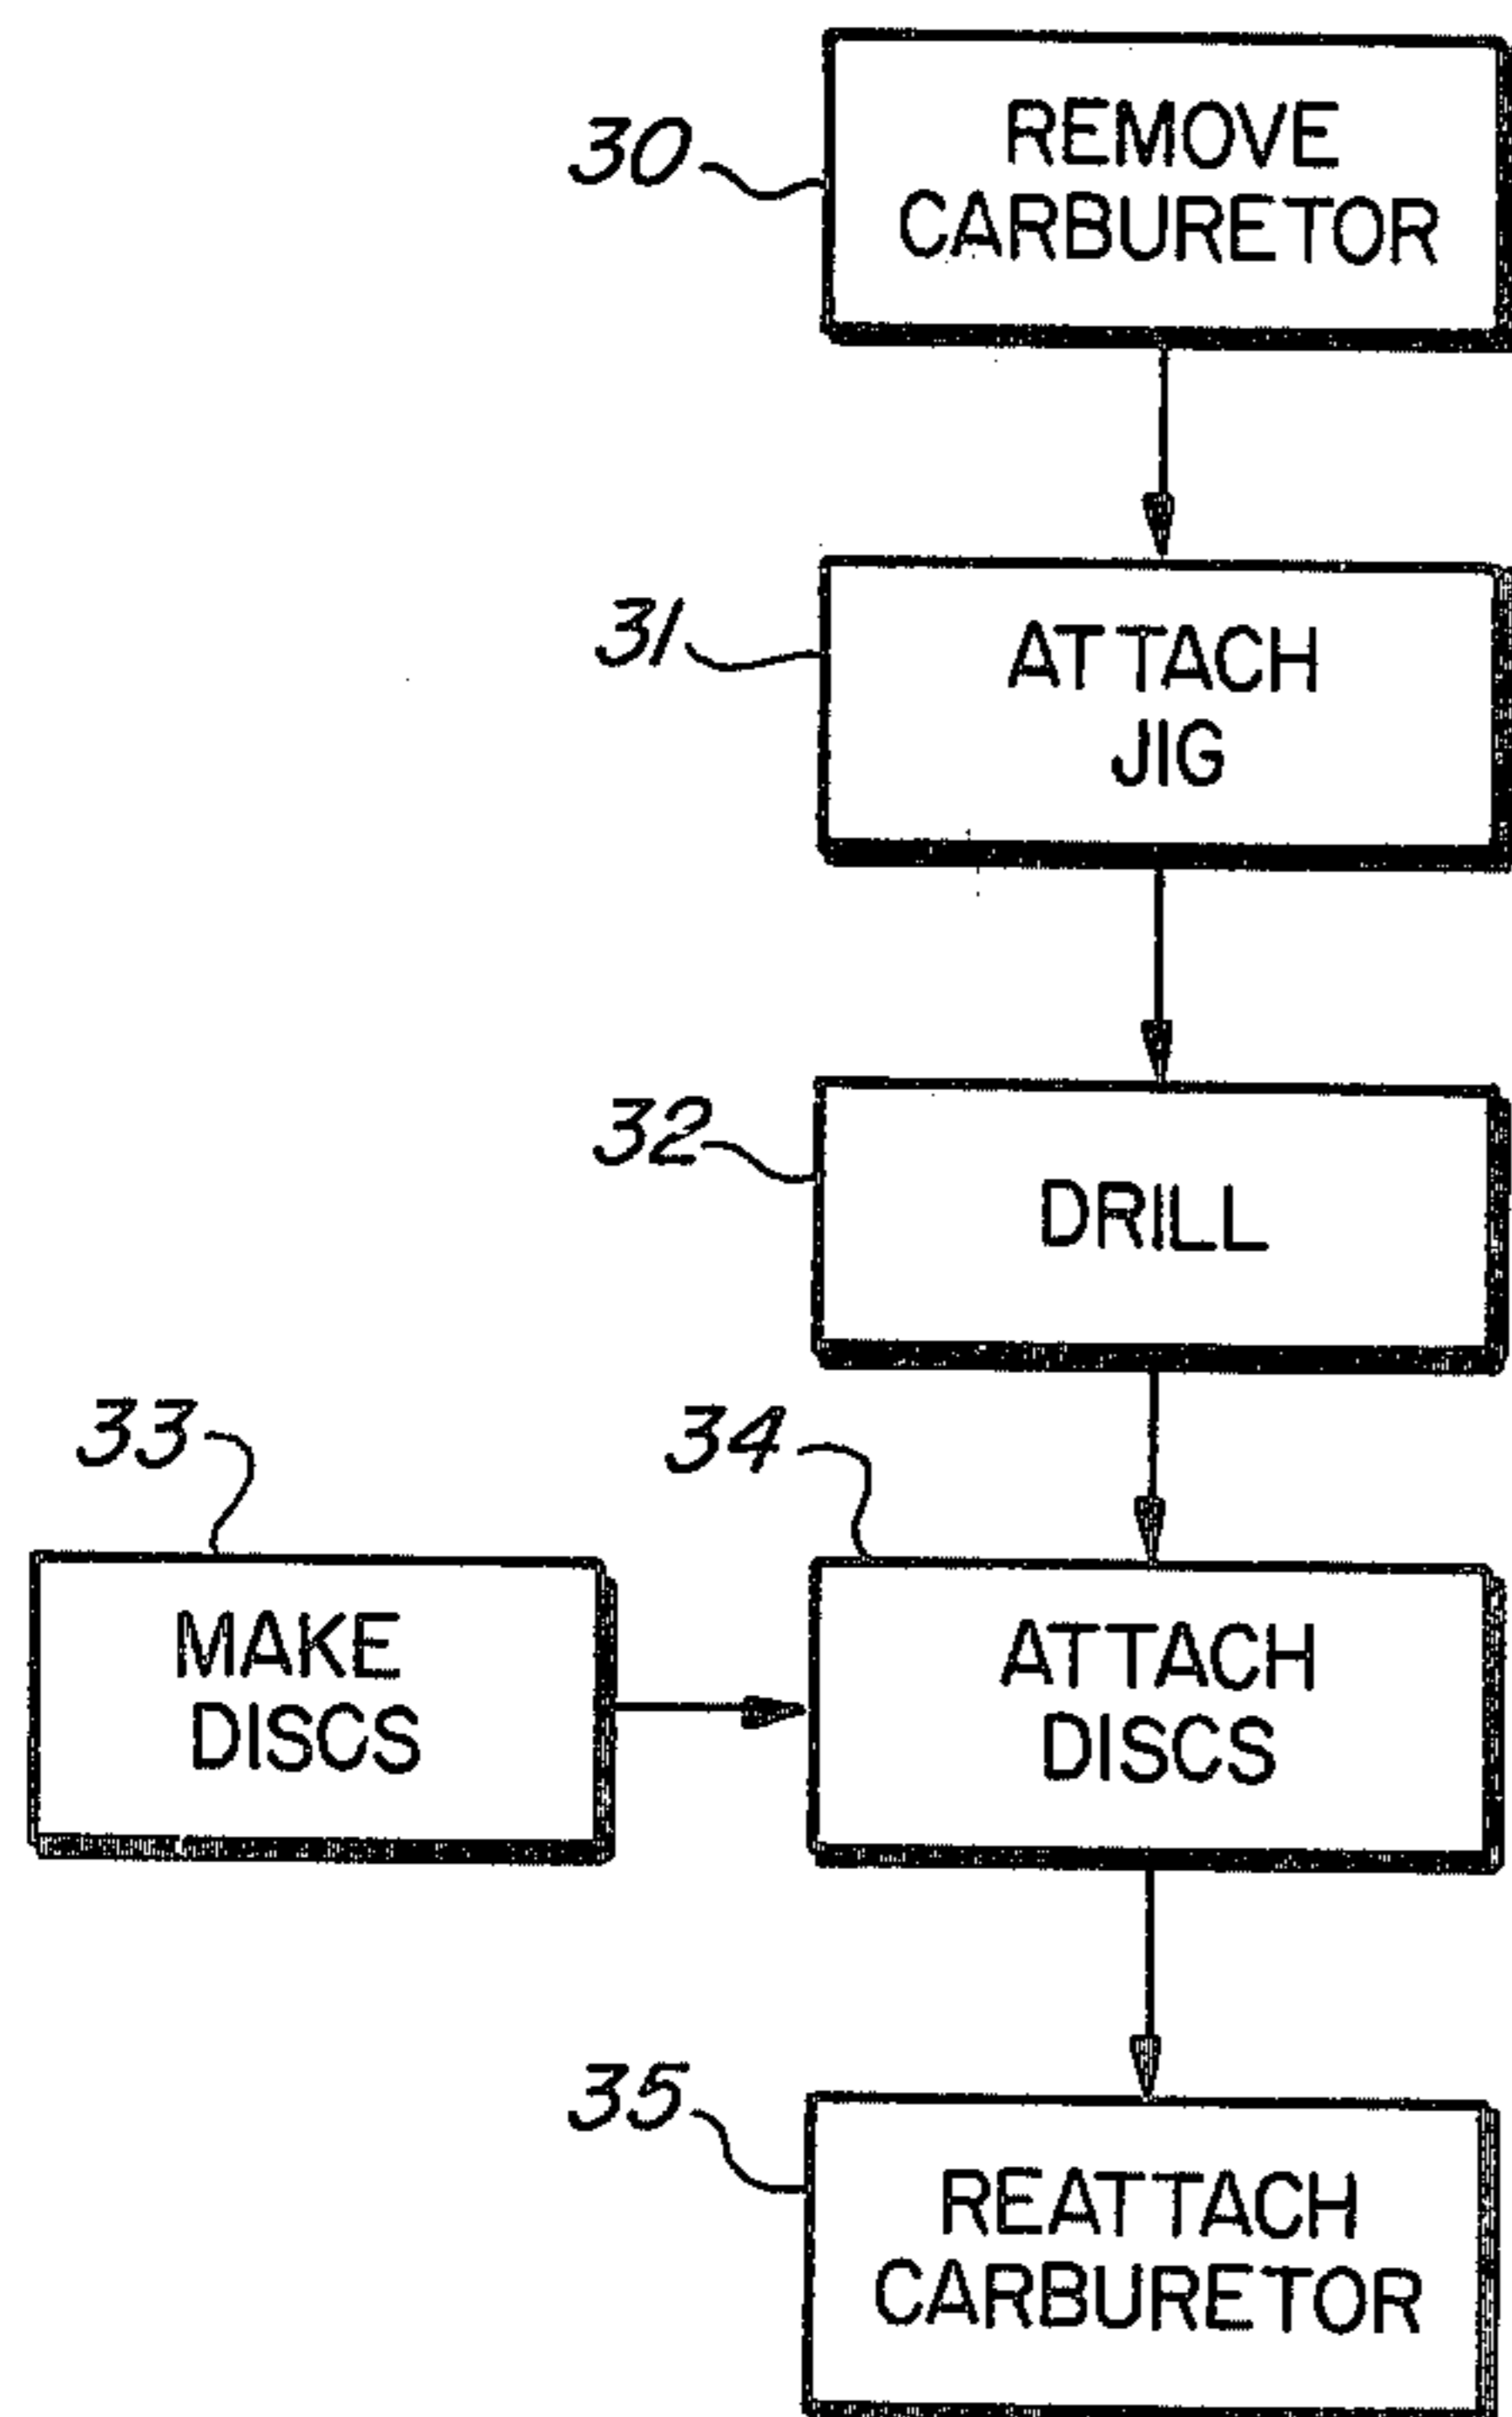 30
REMOVE
CARBURETOR
31
ATTACH
JIG
32
DRILL
33
MAKE
DISCS
34
ATTACH
DISCS
35
REATTACH
CARBURETOR